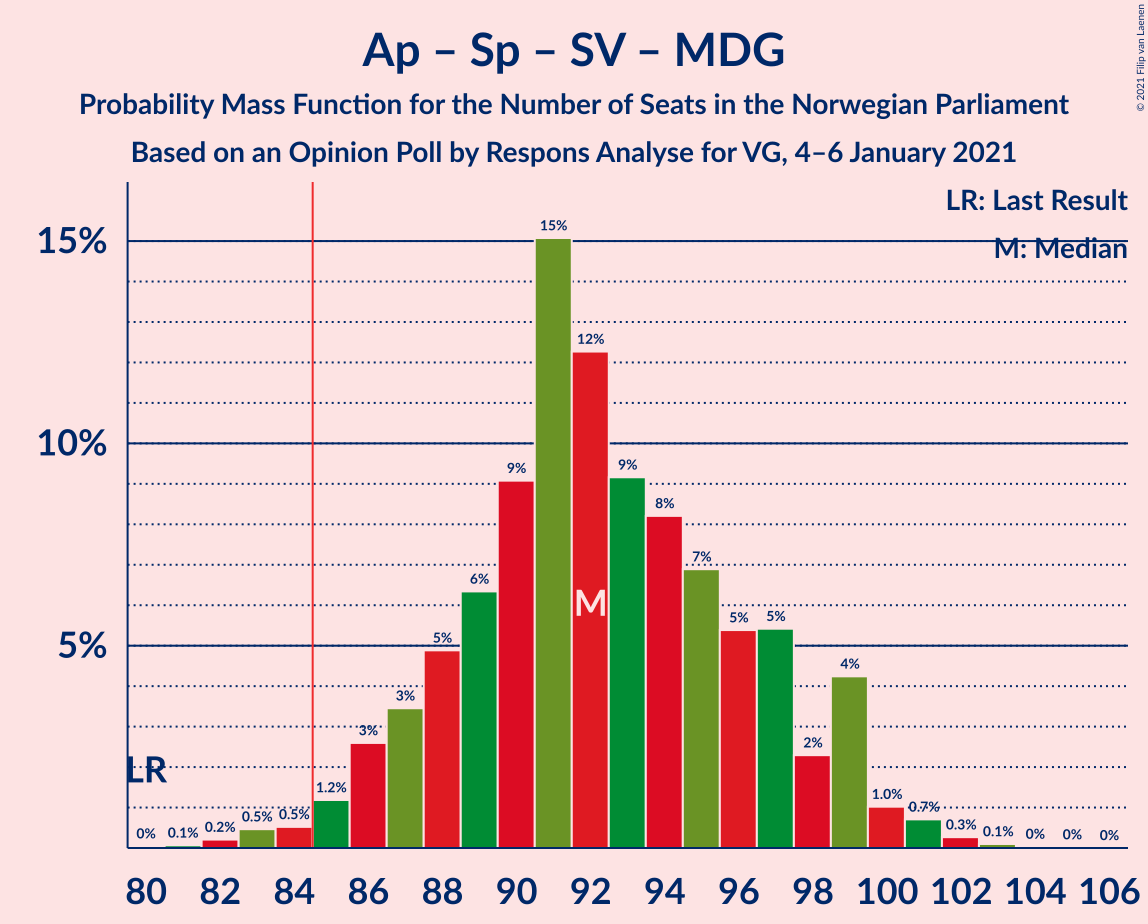 Ap – Sp – SV – MDG
Probability Mass Function for the Number of Seats in the Norwegian Parliament
Based on an Opinion Poll by Respons Analyse for VG, 4–6 January 2021
© 2021 Filip van Laenen
LR: Last Result
M: Median
15%
10%
5%
LR
M
0% 0.1% 0.2% 0.5% 0.5% 1.2% 3% 3% 5% 6% 9% 15% 12% 9% 8% 7% 5% 5% 2% 4% 1.0% 0.7% 0.3% 0.1% 0% 0% 0%
80 82 84 86 88 90 92 94 96 98 100 102 104 106